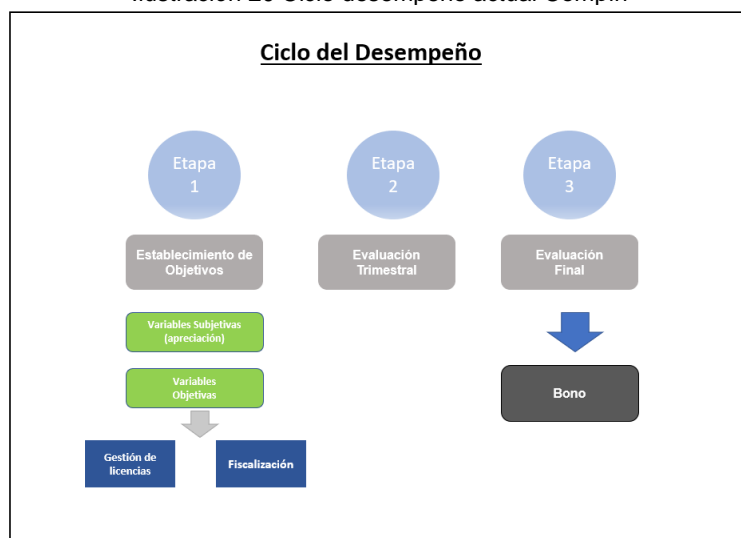 Ciclo del Desempeño
Etapa
1
Etapa
2
Etapa
3
Establecimiento de
Objetivos
Evaluación
Trimestral
Evaluación
Final
Variables Subjetivas
(apreciación)
Variables
Objetivas
Bono
Gestión de
licencias
Fiscalización